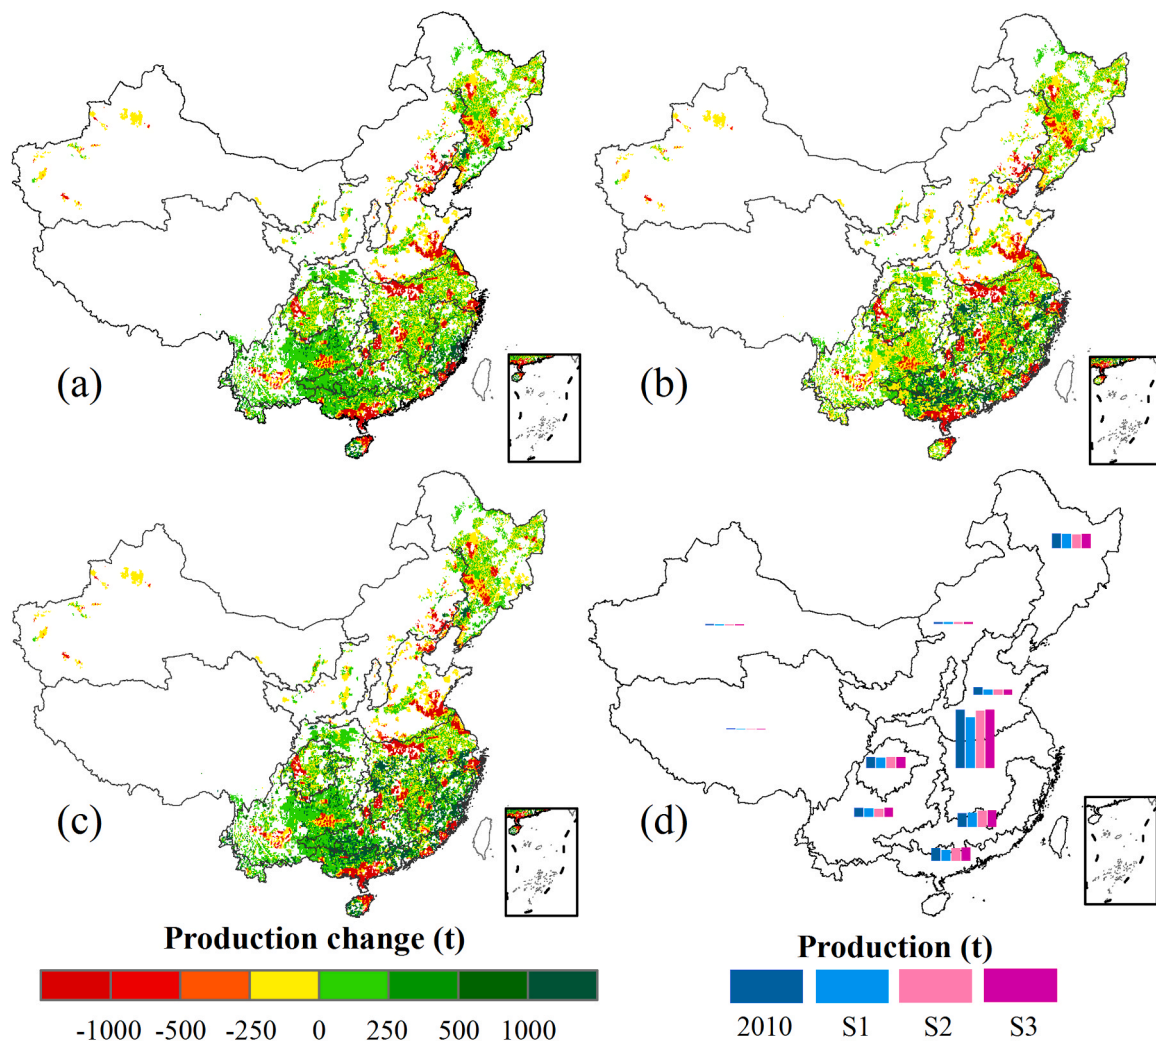 (a)
(b)
(c)
(d)
Production change (t)
-1000 -500 -250 0 250 500 1000
Production (t)
2010 S1 S2 S3